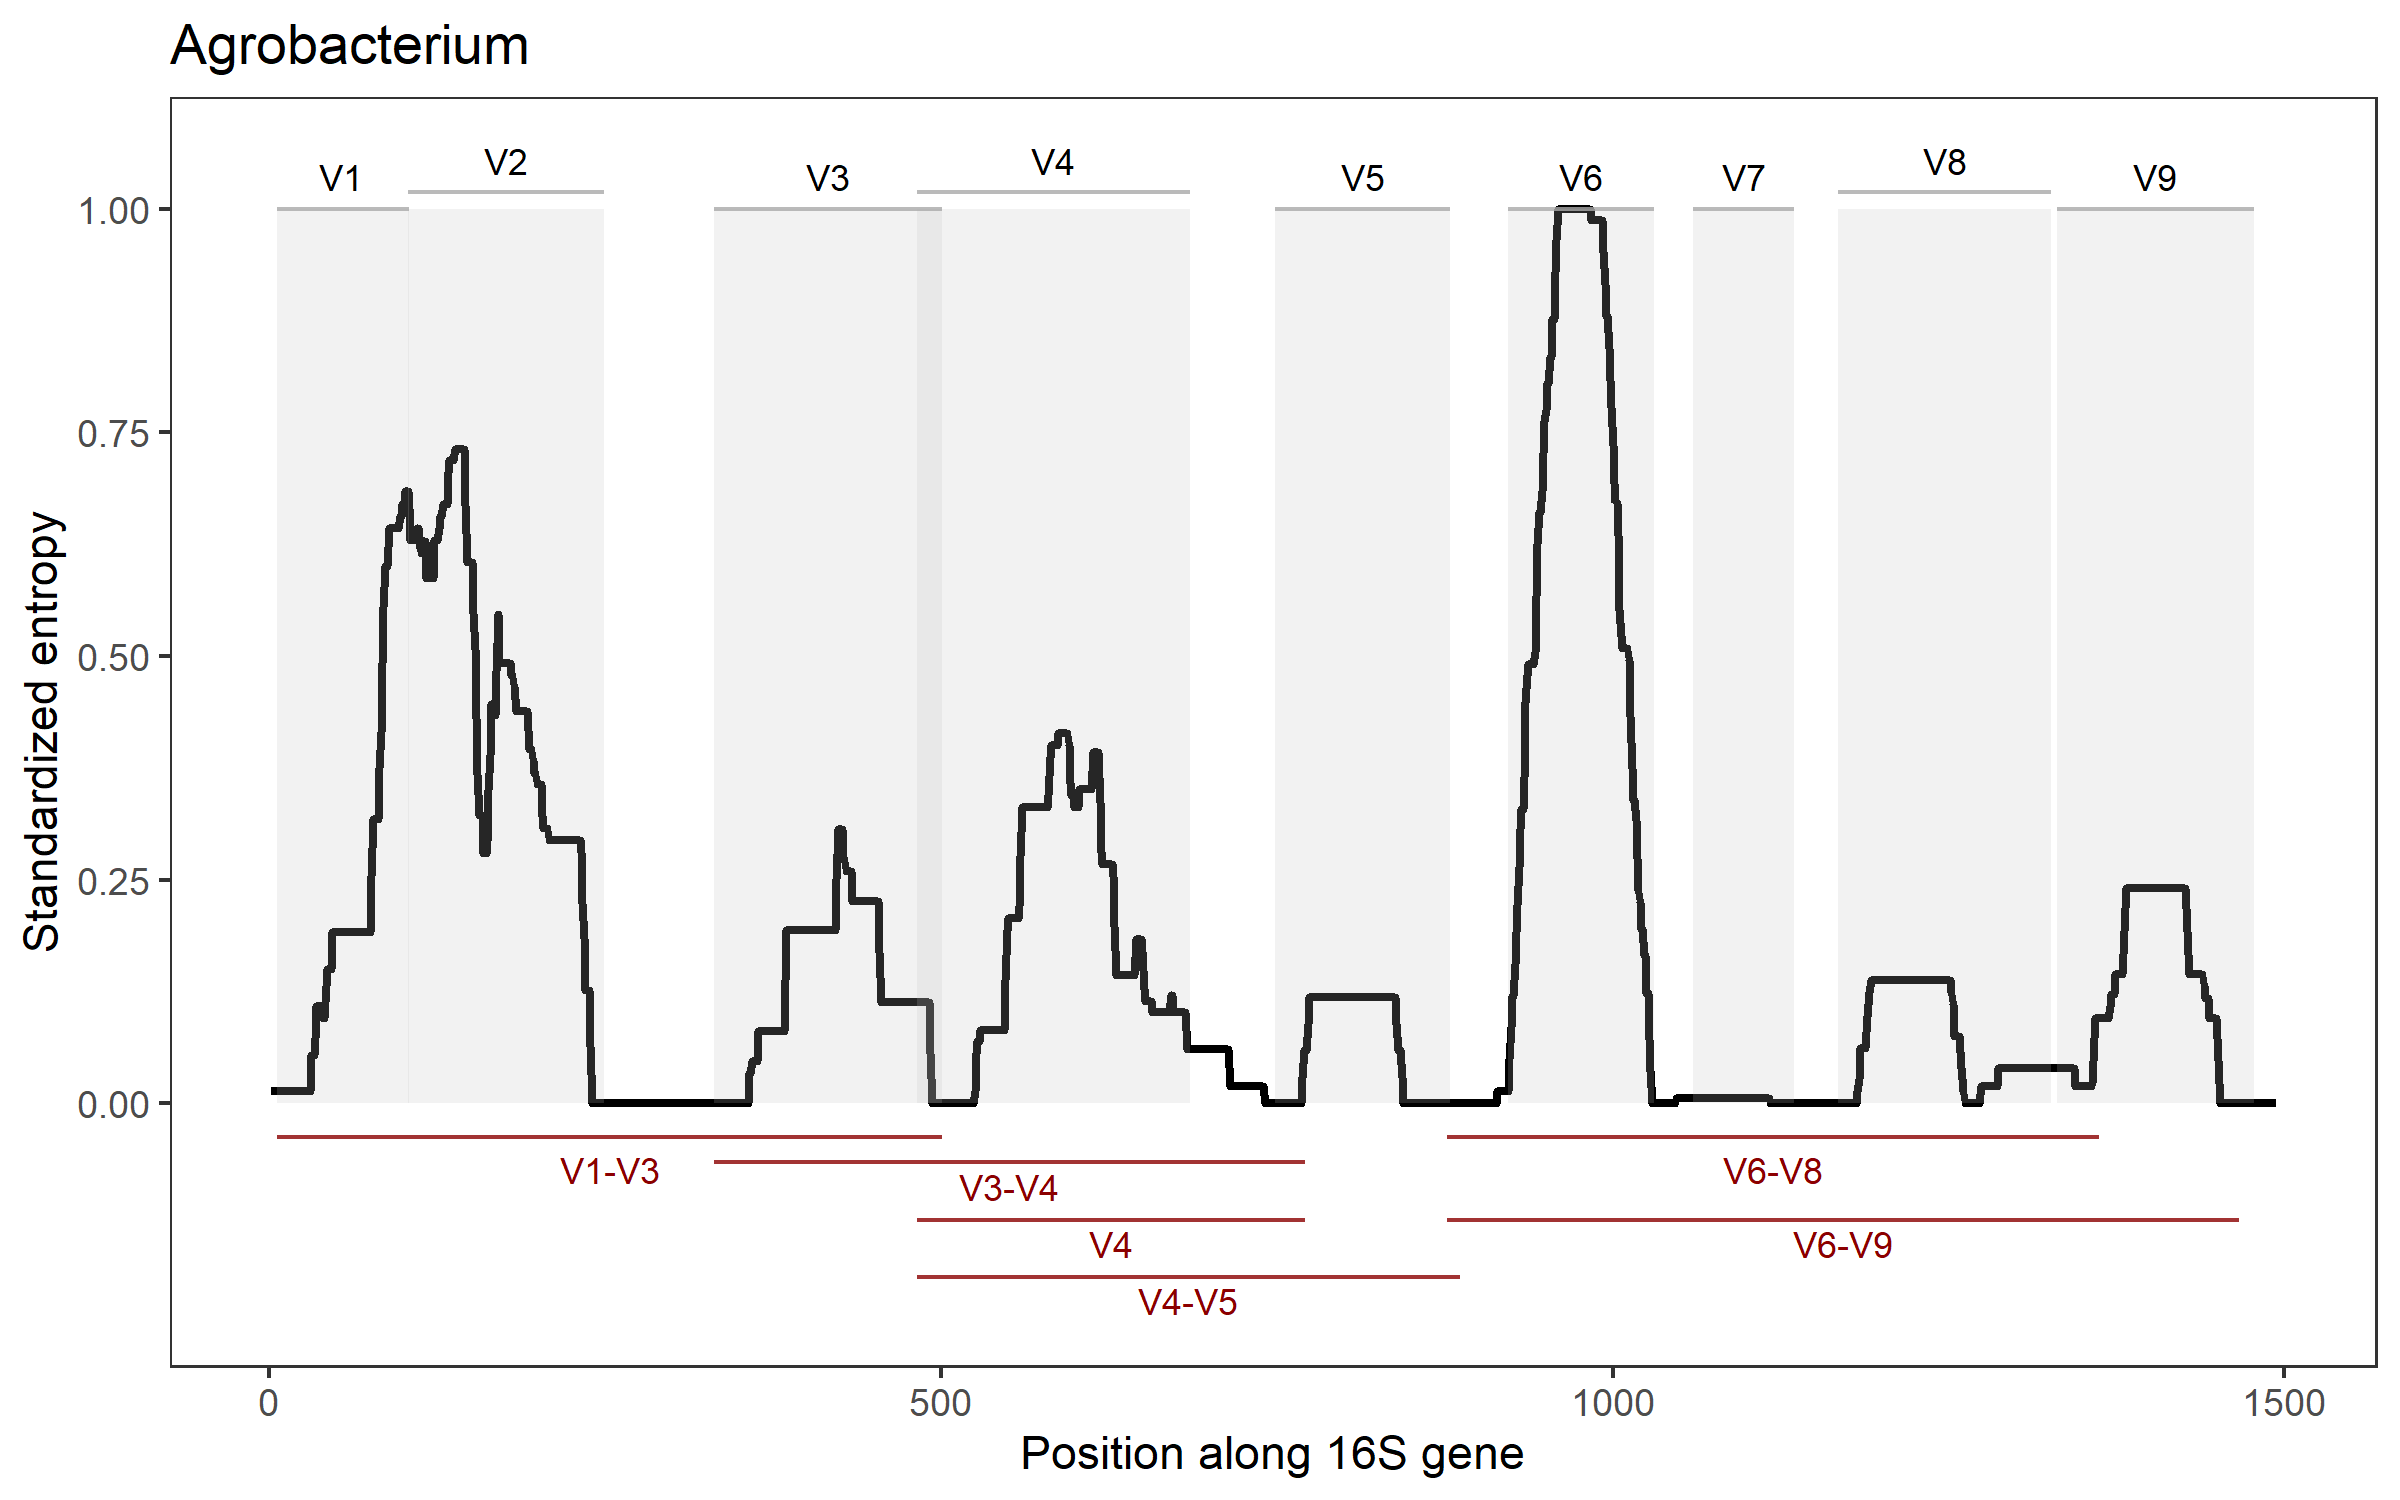 Agrobacterium
V1
V2
V3
V4
V5
V6
V7
V8
V9
1.00
0.75
0.50
0.25
0.00
Standardized entropy
V1-V3
V3-V4
V4
V4-V5
V6-V8
V6-V9
0
500
1000
1500
Position along 16S gene